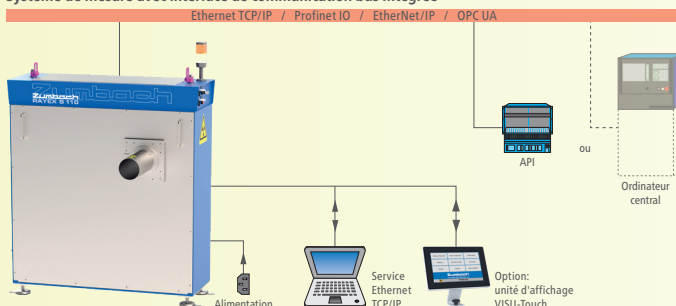 Système de mesure avec interface de communication bus intégrée
Ethernet TCP/IP / Profinet IO / EtherNet/IP / OPC UA
Zumbach
Zumbach
RAYEX S 110
API
ou
Ordinateur
central
Alimentation
Service
Ethernet
TCP/IP
Option:
unité d'affichage
VISU-Touch